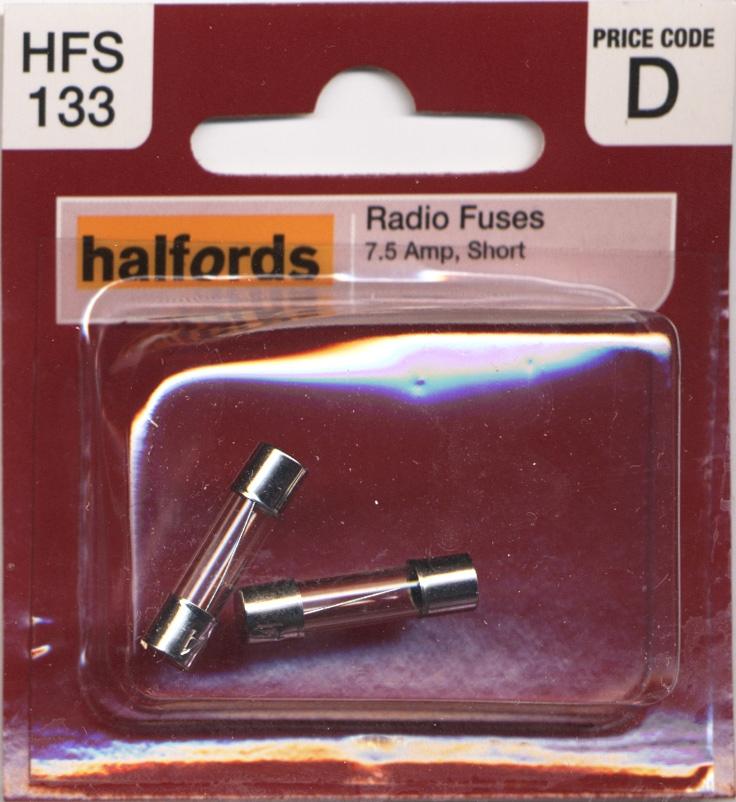 HFS
133
PRICE CODE
D
halfords
Radio Fuses
7.5 Amp, Short